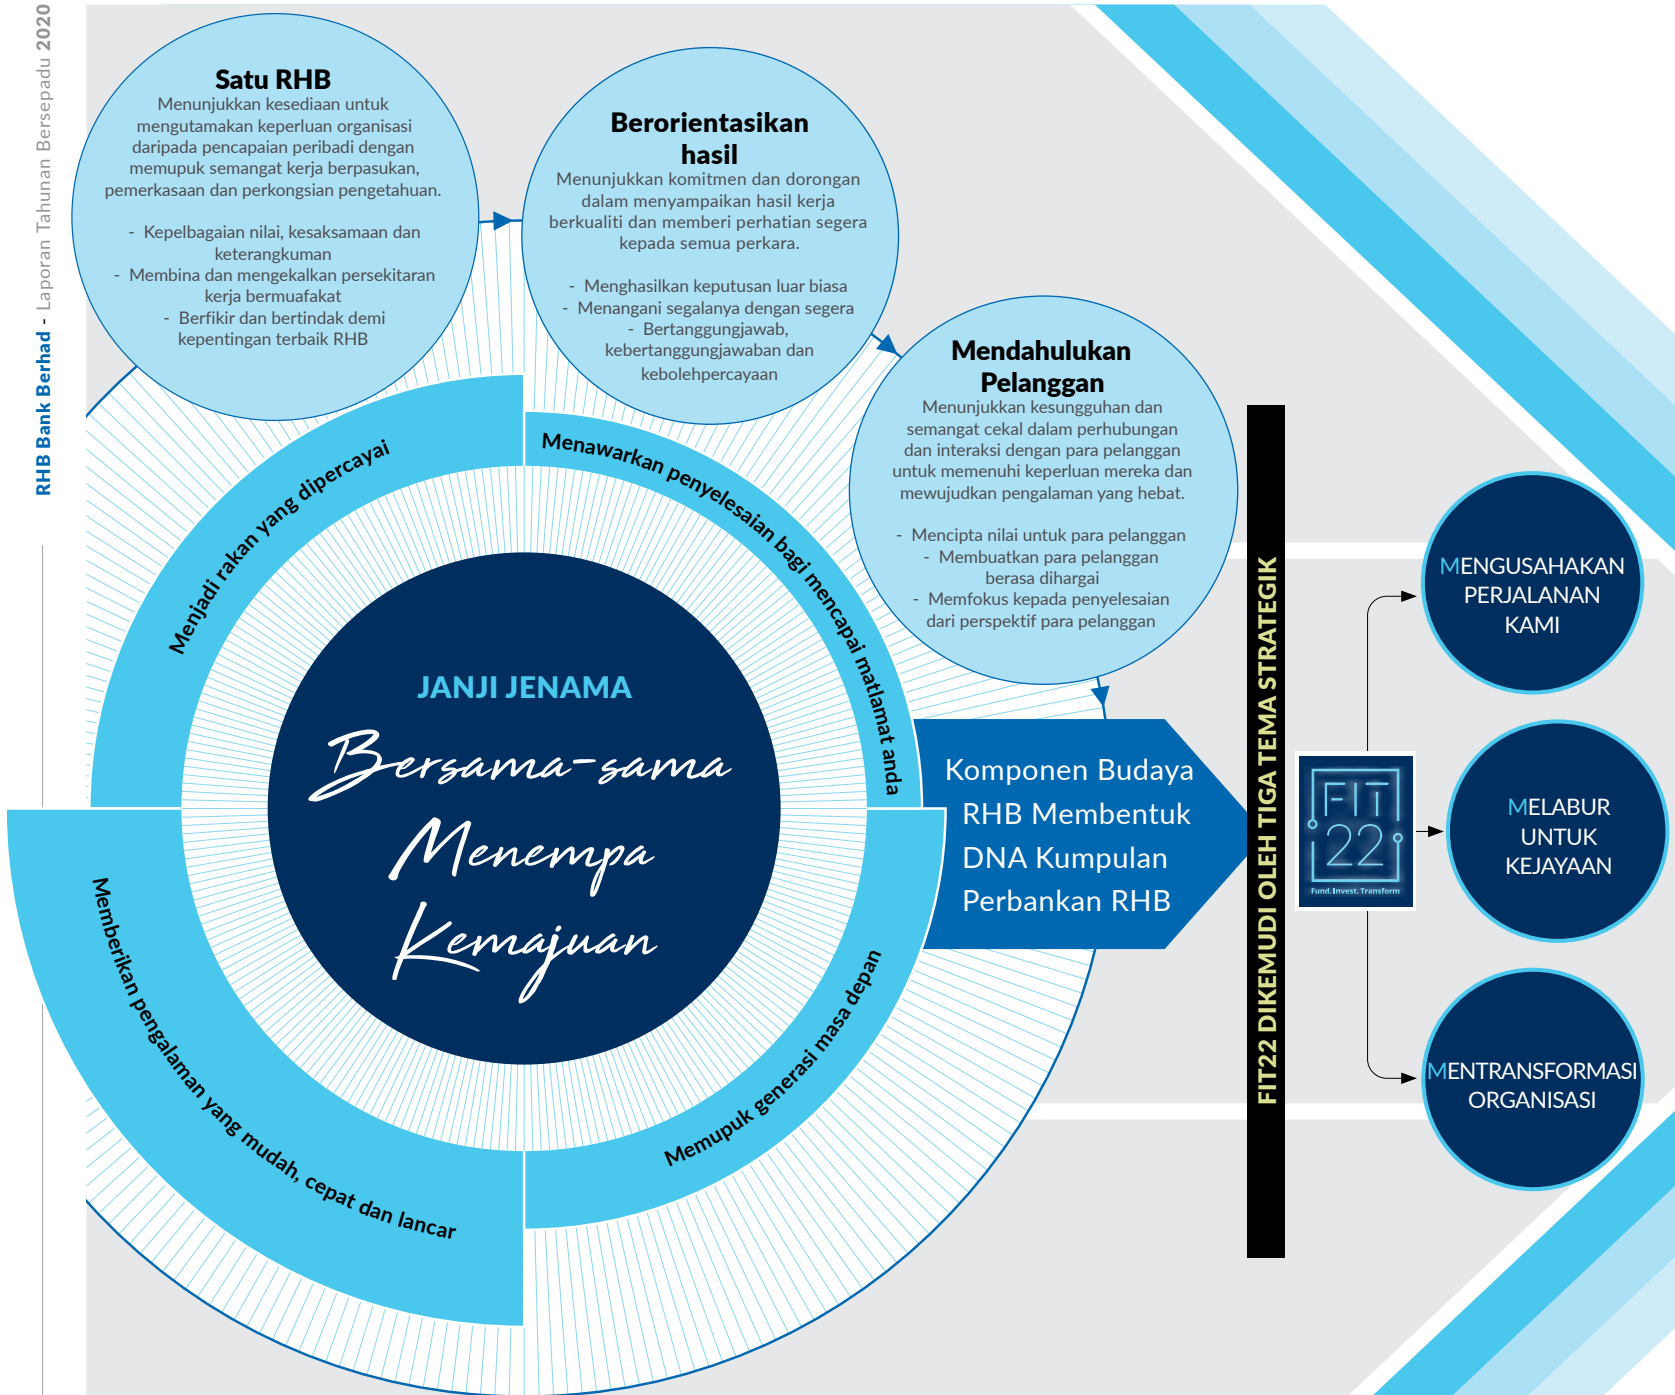 RHB Bank Berhad - Laporan Tahunan Bersepadu 2020
Satu RHB
Menunjukkan kesediaan untuk
mengutamakan keperluan organisasi
daripada pencapaian peribadi dengan
memupuk semangat kerja berpasukan,
pemerkasaan dan perkongsian pengetahuan.
- Kepelbagaian nilai, kesaksamaan dan
keterangkuman
- Membina dan mengekalkan persekitaran
kerja bermuafakat
- Berfikir dan bertindak demi
kepentingan terbaik RHB
Berorientasikan
hasil
Menunjukkan komitmen dan dorongan
dalam menyampaikan hasil kerja
berkualiti dan memberi perhatian segera
kepada semua perkara.
- Menghasilkan keputusan luar biasa
- Menangani segalanya dengan segera
- Bertanggungjawab,
kebertanggungjawaban dan
kebolehpercayaan
Mendahulukan
Pelanggan
Menunjukkan kesungguhan dan
semangat cekal dalam perhubungan
dan interaksi dengan para pelanggan
untuk memenuhi keperluan mereka dan
mewujudkan pengalaman yang hebat.
- Mencipta nilai untuk para pelanggan
- Membuatkan para pelanggan
berasa dihargai
- Memfokus kepada penyelesaian
dari perspektif para pelanggan
Menjadi rakan yang dipercayai
Menawarkan penyelesaian bagi mencapai matlamat anda
Memberikan pengalaman yang mudah, cepat dan lancar
Memupuk generasi masa depan
JANJI JENAMA
Bersama-sama
Menempa
Kemajuan
Komponen Budaya
RHB Membentuk
DNA Kumpulan
Perbankan RHB
FIT22 DIKEMUDI OLEH TIGA TEMA STRATEGIK
FIT
22
Fund. Invest. Transform
MENGUSAHAKAN
PERJALANAN
KAMI
MELABUR
UNTUK
KEJAYAAN
MENTRANSFORMASI
ORGANISASI